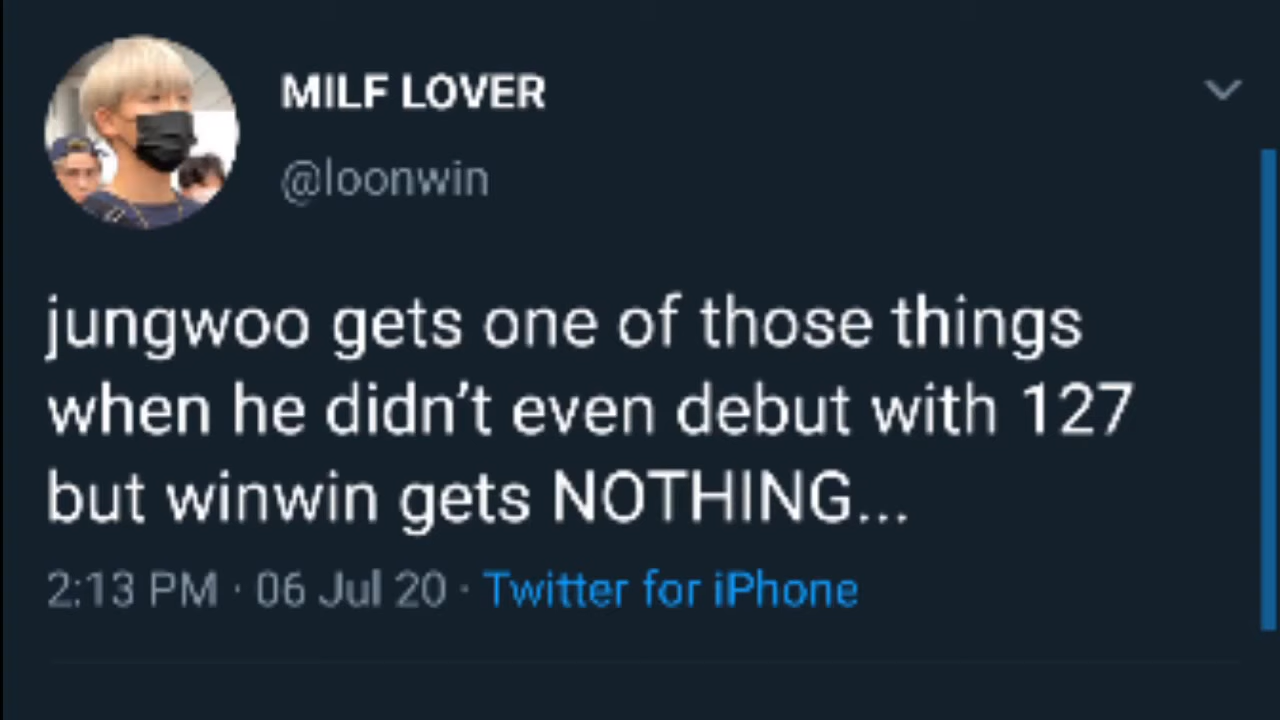 MILF LOVER
@loonwin
jungwoo gets one of those things
when he didn’t even debut with 127
but winwin gets NOTHING...
2:13 PM · 06 Jul 20 · Twitter for iPhone